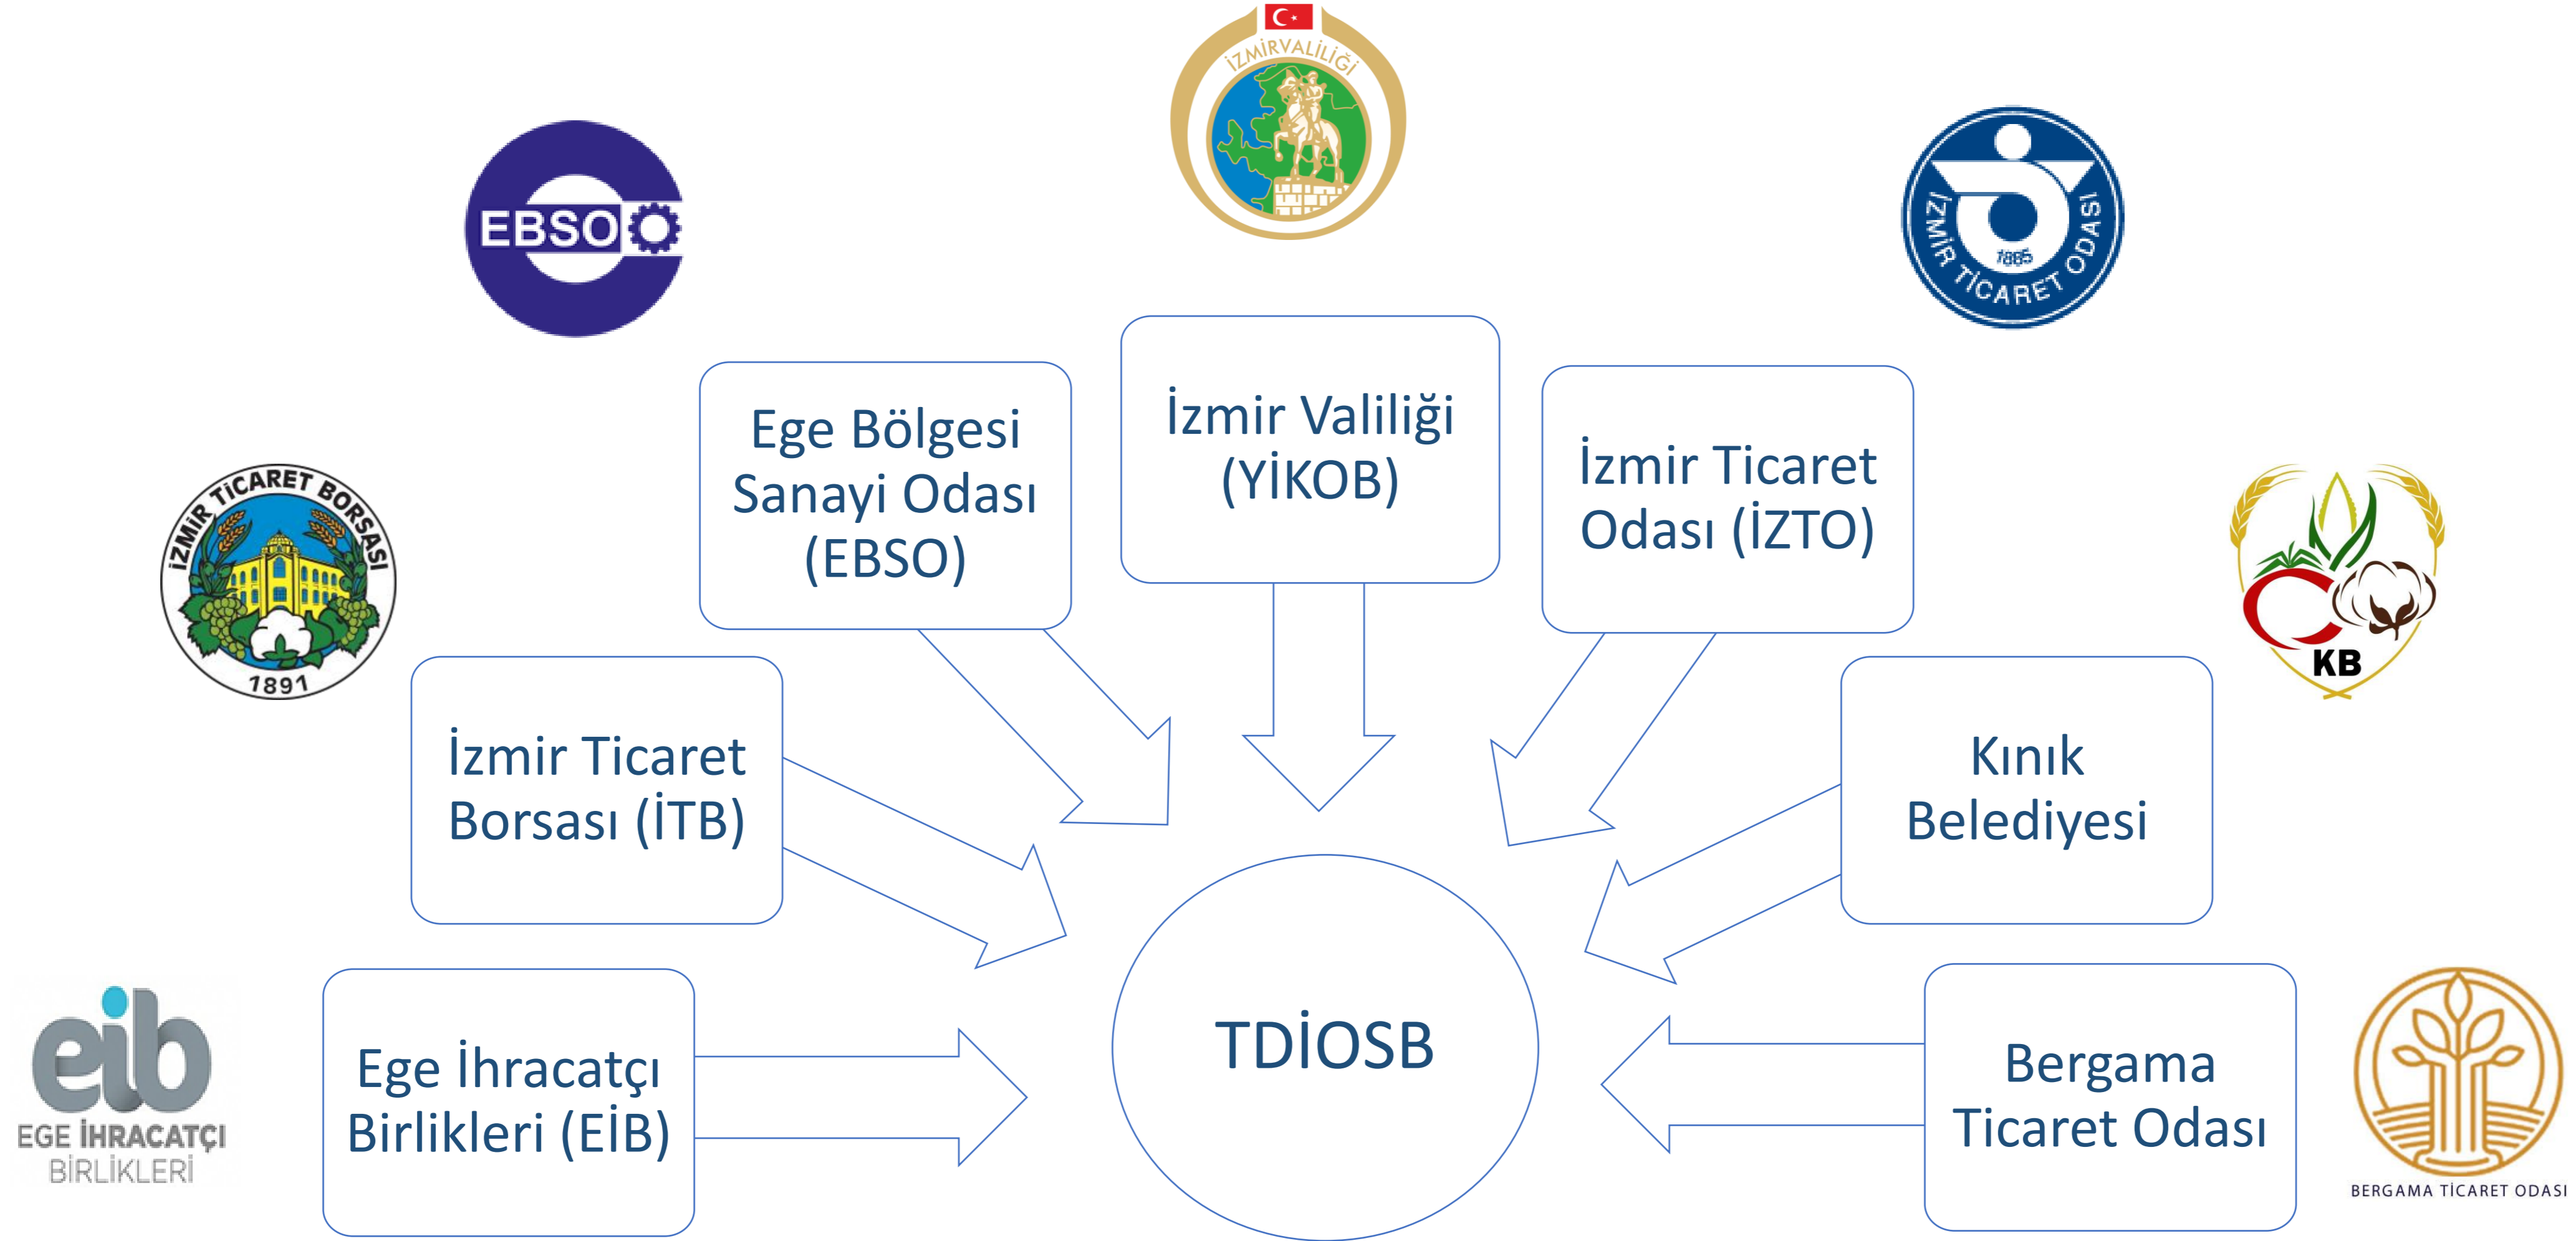 İZMİR VALİLİĞİ
EBSO
İZMİR TİCARET ODASI
1885
İzmir Valiliği
(YİKOB)
Ege Bölgesi
Sanayi Odası
(EBSO)
İzmir Ticaret
Odası (İZTO)
İZMİR TİCARET BORSASI
1891
KB
İzmir Ticaret
Borsası (İTB)
Kınık
Belediyesi
TDİOSB
eib
EGE İHRACATÇI
BİRLİKLERİ
Ege İhracatçı
Birlikleri (EİB)
Bergama
Ticaret Odası
BERGAMA TİCARET ODASI